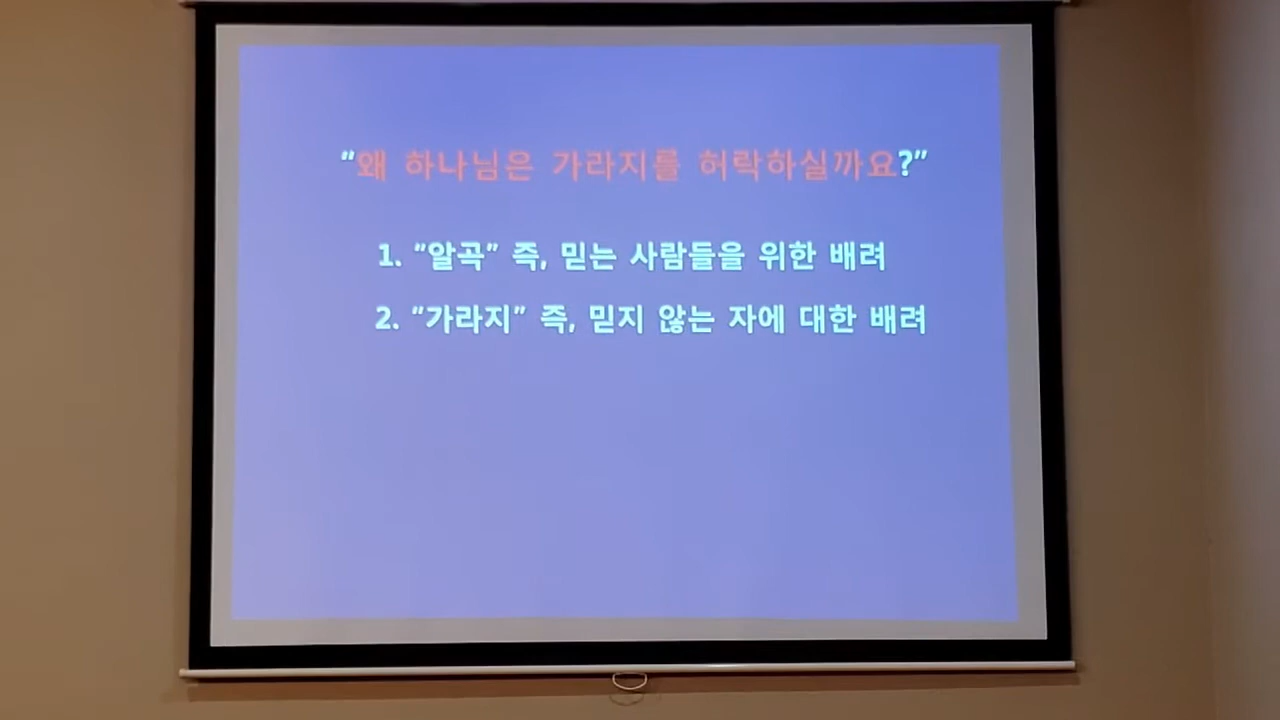 “왜 하나님은 가라지를 허락하실까요?”
1. ”알곡” 즉, 믿는 사람들을 위한 배려
2. ”가라지” 즉, 믿지 않는 자에 대한 배려